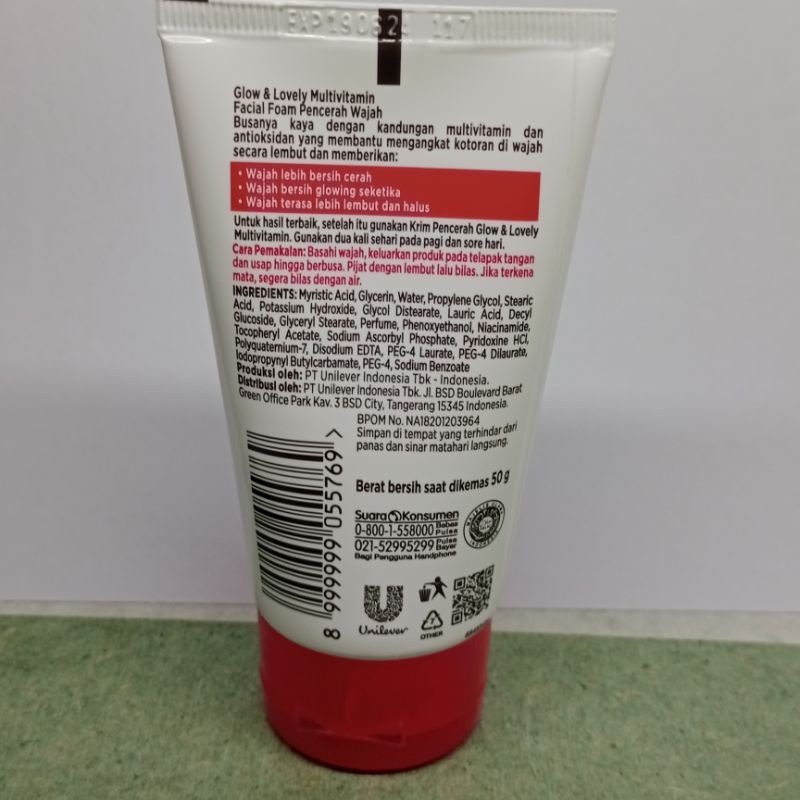 Glow & Lovely Multivitamin
Facial Foam Pencerah Wajah
Busanya kaya dengan kandungan multivitamin dan
antioksidan yang membantu mengangkat kotoran di wajah
secara lembut dan memberikan:
• Wajah lebih bersih cerah
• Wajah bersih glowing seketika
• Wajah terasa lebih lembut dan halus
Untuk hasil terbaik, setelah itu gunakan Krim Pencerah Glow & Lovely
Multivitamin. Gunakan dua kali sehari pada pagi dan sore hari.
Cara Pemakaian: Basahi wajah, keluarkan produk pada telapak tangan
dan usap hingga berbusa. Pijat dengan lembut lalu bilas. Jika terkena
mata, segera bilas dengan air.
INGREDIENTS: Myristic Acid, Glycerin, Water, Propylene Glycol, Stearic
Acid, Potassium Hydroxide, Glycol Distearate, Lauric Acid, Decyl
Glucoside, Glyceryl Stearate, Perfume, Phenoxyethanol, Niacinamide,
Tocopheryl Acetate, Sodium Ascorbyl Phosphate, Pyridoxine HCl,
Polyquaternium-7, Disodium EDTA, PEG-4 Laurate, PEG-4 Dilaurate,
Iodopropynyl Butylcarbamate, PEG-4, Sodium Benzoate
Produksi oleh: PT Unilever Indonesia Tbk - Indonesia.
Distribusi oleh: PT Unilever Indonesia Tbk. Jl. BSD Boulevard Barat
Green Office Park Kav. 3 BSD City, Tangerang 15345 Indonesia.
BPOM No. NA18201203964
Simpan di tempat yang terhindar dari
panas dan sinar matahari langsung.
Berat bersih saat dikemas 50 g
Suara Konsumen
0-800-1-558000 Bebas Pulsa
021-52995299 Pulsa Bayar
Bagi Pengguna Handphone
8 999999 055769 >
Unilever
7
OTHER